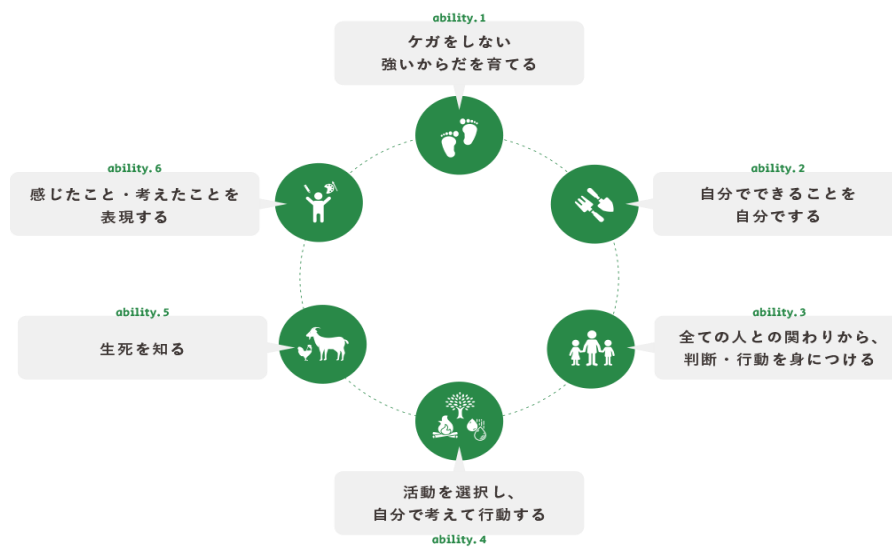 ability. 1
ケガをしない
強いからだを育てる
ability. 2
自分でできることを
自分でする
ability. 3
全ての人との関わりから、
判断・行動を身につける
活動を選択し、
自分で考えて行動する
ability. 4
ability. 5
生死を知る
ability. 6
感じたこと・考えたことを
表現する